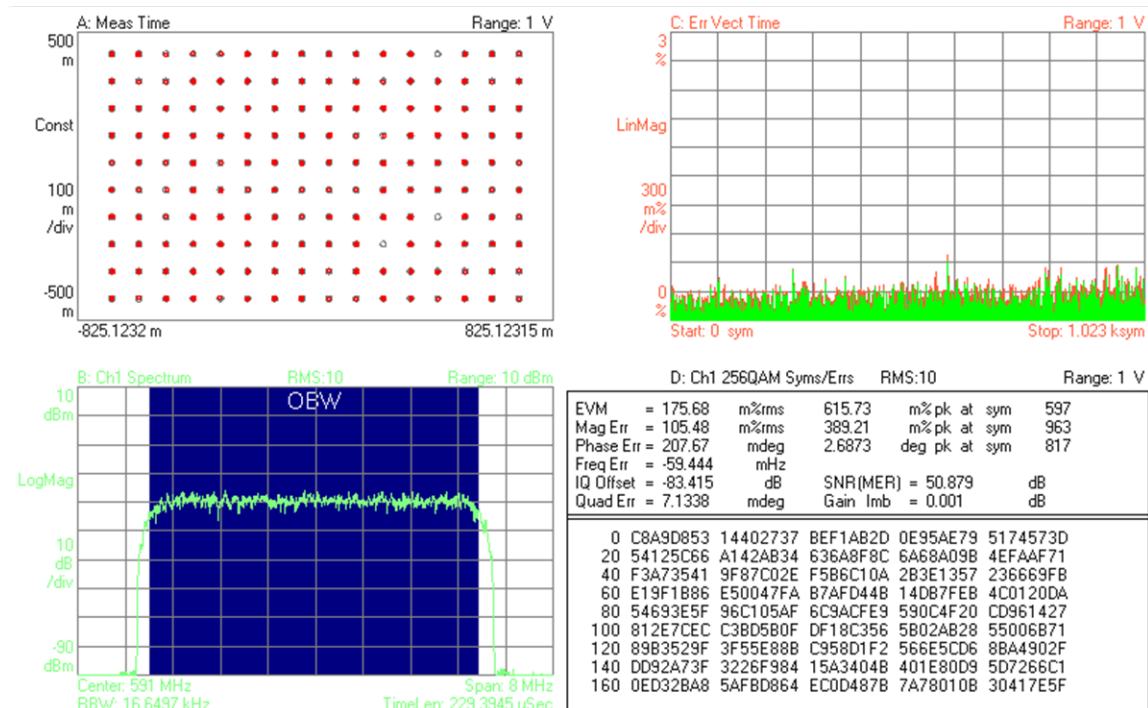 A: Meas Time Range: 1 V
500
m
Const
100
m
/div
-500
m
-825.1232 m 825.12315 m
C: Err Vect Time Range: 1 V
3
%
LinMag
300
m%
/div
0
%
Start: 0 sym Stop: 1.023 ksym
B: Ch1 Spectrum RMS:10 Range: 10 dBm
10
dBm
OBW
LogMag
10
dB
/div
-90
dBm
Center: 591 MHz Span: 8 MHz
RBW: 16.6497 kHz TimeLen: 229.3945 uSec
D: Ch1 256QAM Syms/Errs RMS:10 Range: 1 V
EVM = 175.68 m%rms 615.73 m% pk at sym 597
Mag Err = 105.48 m%rms 389.21 m% pk at sym 963
Phase Err = 207.67 mdeg 2.6873 deg pk at sym 817
Freq Err = -59.444 mHz
IQ Offset = -83.415 dB SNR(MER) = 50.879 dB
Quad Err = 7.1338 mdeg Gain Imb = 0.001 dB
0 C8A9D853 14402737 BEF1AB2D 0E95AE79 5174573D
20 54125C66 A142AB34 636A8F8C 6A68A09B 4EFAAF71
40 F3A73541 9F87C02E F5B6C10A 2B3E1357 236669FB
60 E19F1B86 E50047FA B7AFD44B 14DB7FEB 4C0120DA
80 54693E5F 96C105AF 6C9ACFE9 590C4F20 CD961427
100 812E7CEC C3BD5B0F DF18C356 5B02AB28 55006B71
120 89B3529F 3F55E88B C958D1F2 566E5CD6 8BA4902F
140 DD92A73F 3226F984 15A3404B 401E80D9 5D7266C1
160 0ED32BA8 5AFBD864 EC0D487B 7A78010B 30417E5F